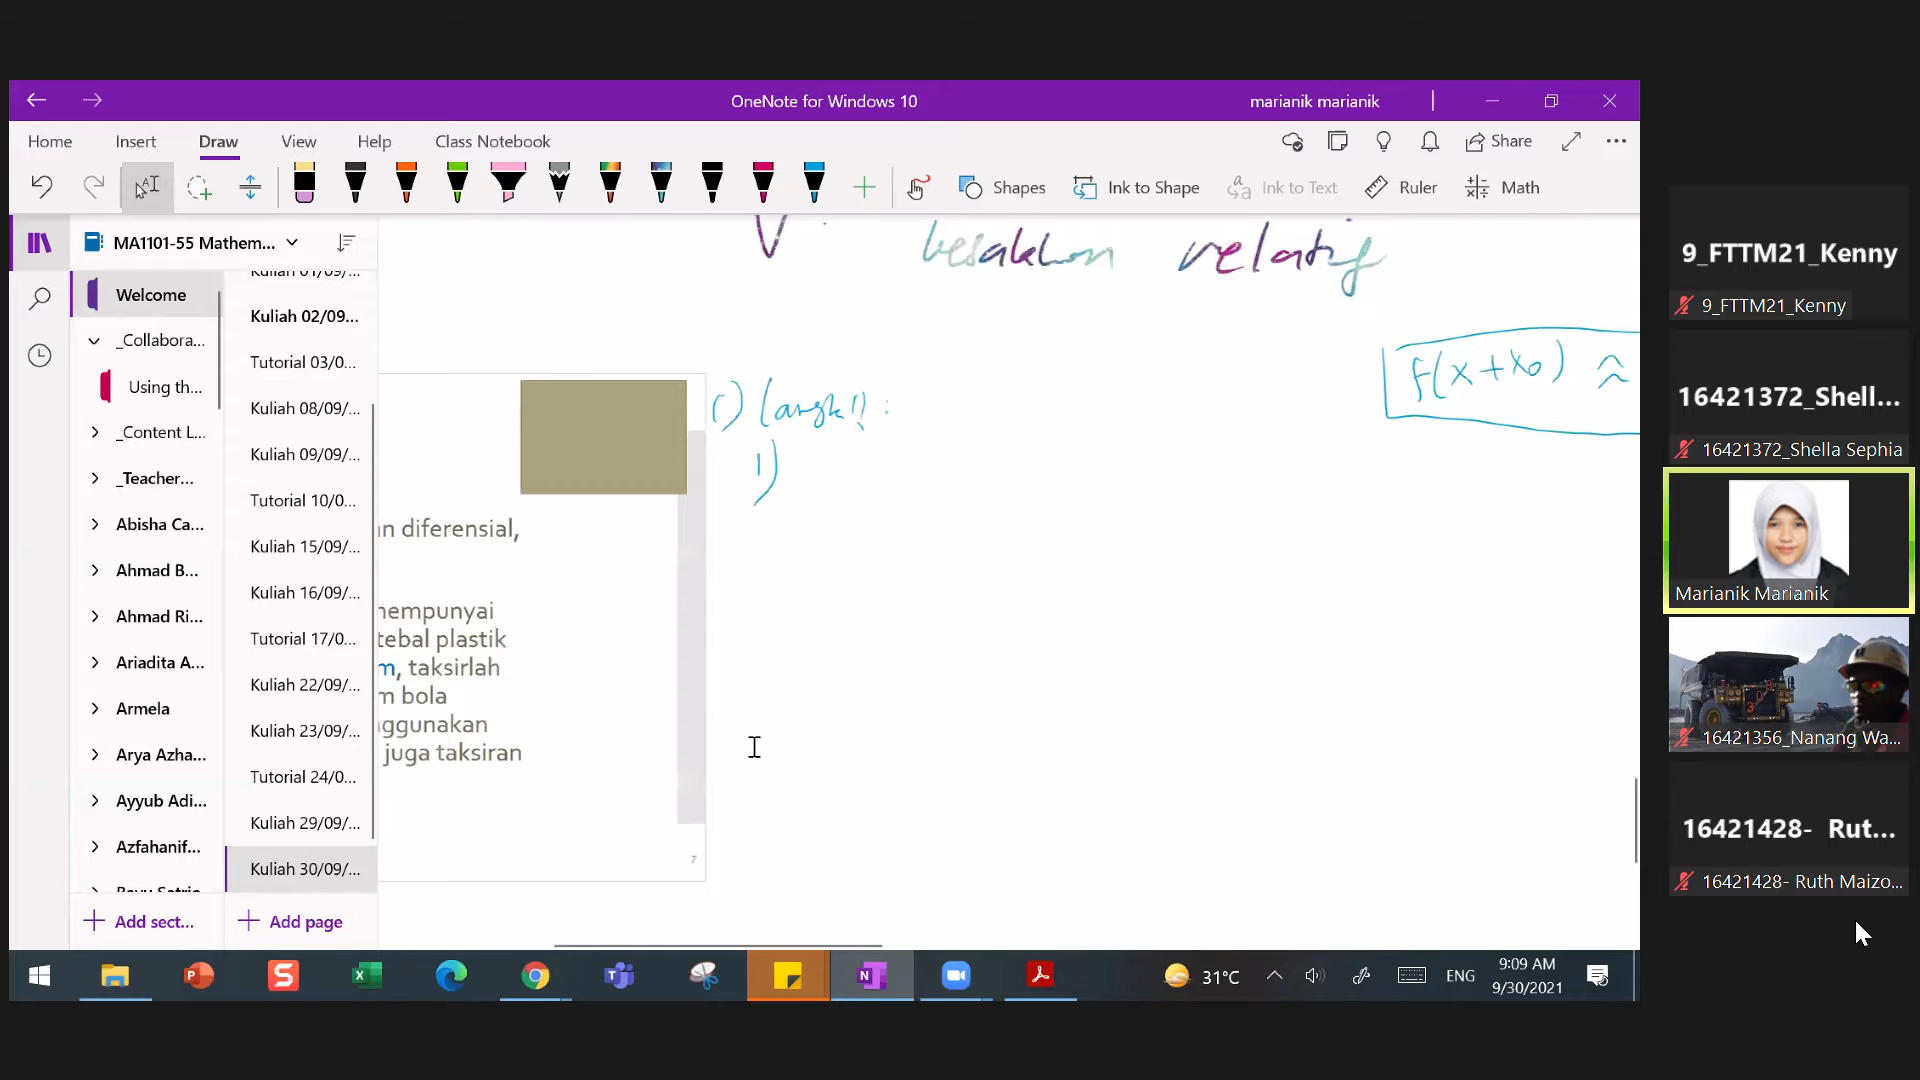 OneNote for Windows 10
marianik marianik
Home Insert Draw View Help Class Notebook
Share
Shapes Ink to Shape Ink to Text Ruler Math
MA1101-55 Mathem...
Welcome
_Collabora...
Using th...
_Content L...
_Teacher...
Abisha Ca...
Ahmad B...
Ahmad Ri...
Ariadita A...
Armela
Arya Azha...
Ayyub Adi...
Azfahanif...
Add sect...
Kuliah 01/09/...
Kuliah 02/09...
Tutorial 03/0...
Kuliah 08/09/...
Kuliah 09/09/...
Tutorial 10/0...
Kuliah 15/09/...
Kuliah 16/09/...
Tutorial 17/0...
Kuliah 22/09/...
Kuliah 23/09/...
Tutorial 24/0...
Kuliah 29/09/...
Kuliah 30/09/...
Add page
relatif
f(x+x₀) ≈
1)
n diferensial,
nempunyai
tebal plastik
m, taksirlah
m bola
ggunakan
juga taksiran
7
31°C
ENG
9:09 AM
9/30/2021
9_FTTM21_Kenny
9_FTTM21_Kenny
16421372_Shell...
16421372_Shella Sephia
Marianik Marianik
16421356_Nanang Wa...
16421428- Rut...
16421428- Ruth Maizo...